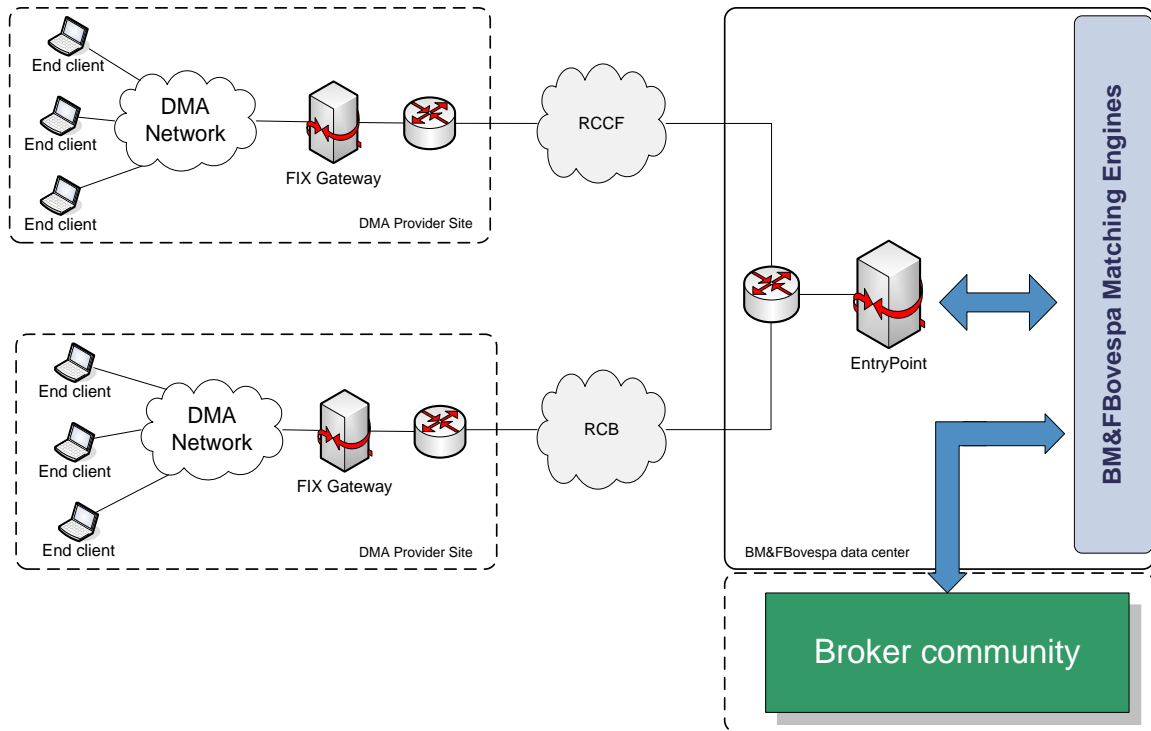 End client
End client
End client
DMA
Network
FIX Gateway
DMA Provider Site
RCCF
End client
End client
End client
DMA
Network
FIX Gateway
DMA Provider Site
RCB
EntryPoint
BM&FBovespa Matching Engines
BM&FBovespa data center
Broker community